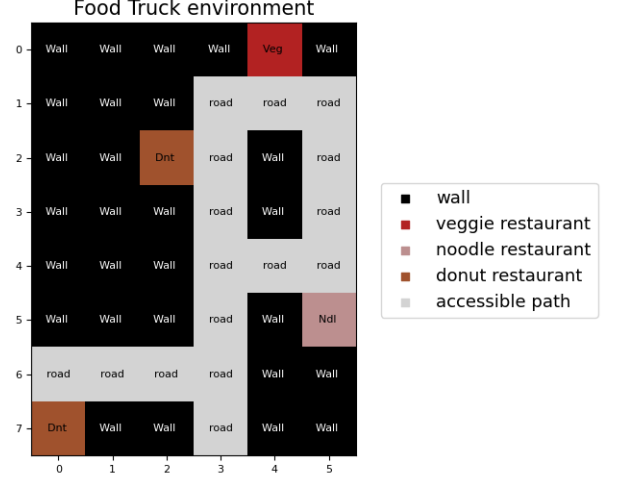 Food Truck environment
0 Wall Wall Wall Wall Veg Wall
1 Wall Wall Wall road road road
2 Wall Wall Dnt road Wall road
3 Wall Wall Wall road Wall road
4 Wall Wall Wall road road road
5 Wall Wall Wall road Wall Ndl
6 road road road road Wall Wall
7 Dnt Wall Wall road Wall Wall
0 1 2 3 4 5
wall
veggie restaurant
noodle restaurant
donut restaurant
accessible path